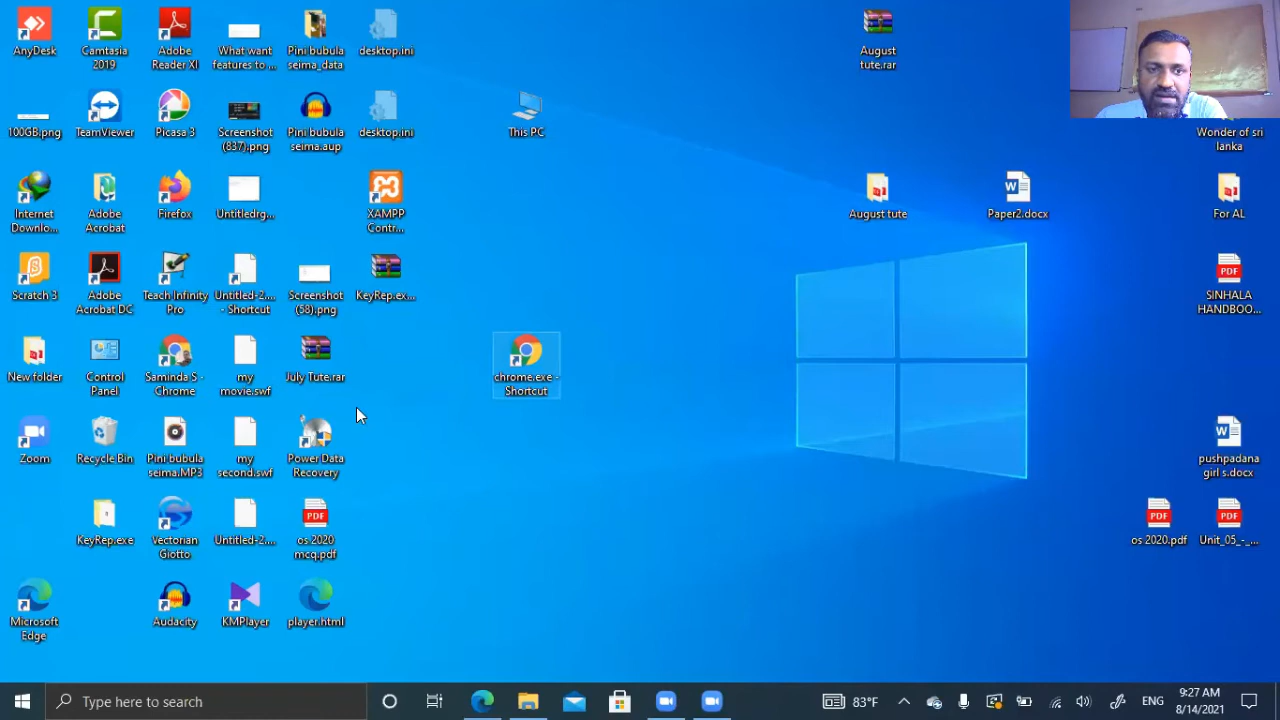 AnyDesk
Camtasia
2019
Adobe
Reader XI
What want
features to ...
Pini bubula
seima_data
desktop.ini
August
tute.rar
100GB.png
TeamViewer
Picasa 3
Screenshot
(837).png
Pini bubula
seima.aup
desktop.ini
This PC
Wonder of sri
lanka
Internet
Downlo...
Adobe
Acrobat
Firefox
Untitledrg...
XAMPP
Contr...
August tute
Paper2.docx
For AL
Scratch 3
Adobe
Acrobat DC
Teach Infinity
Pro
Untitled-2....
- Shortcut
Screenshot
(58).png
KeyRep.ex...
SINHALA
HANDBOO...
New folder
Control
Panel
Saminda S -
Chrome
my
movie.swf
July Tute.rar
chrome.exe -
Shortcut
Zoom
Recycle Bin
Pini bubula
seima.MP3
my
second.swf
Power Data
Recovery
pushpadana
girl s.docx
KeyRep.exe
Vectorian
Giotto
Untitled-2....
PDF
os 2020
mcq.pdf
PDF
os 2020.pdf
PDF
Unit_05_-_...
Microsoft
Edge
Audacity
KMPlayer
player.html
Type here to search
83°F
ENG
9:27 AM
8/14/2021